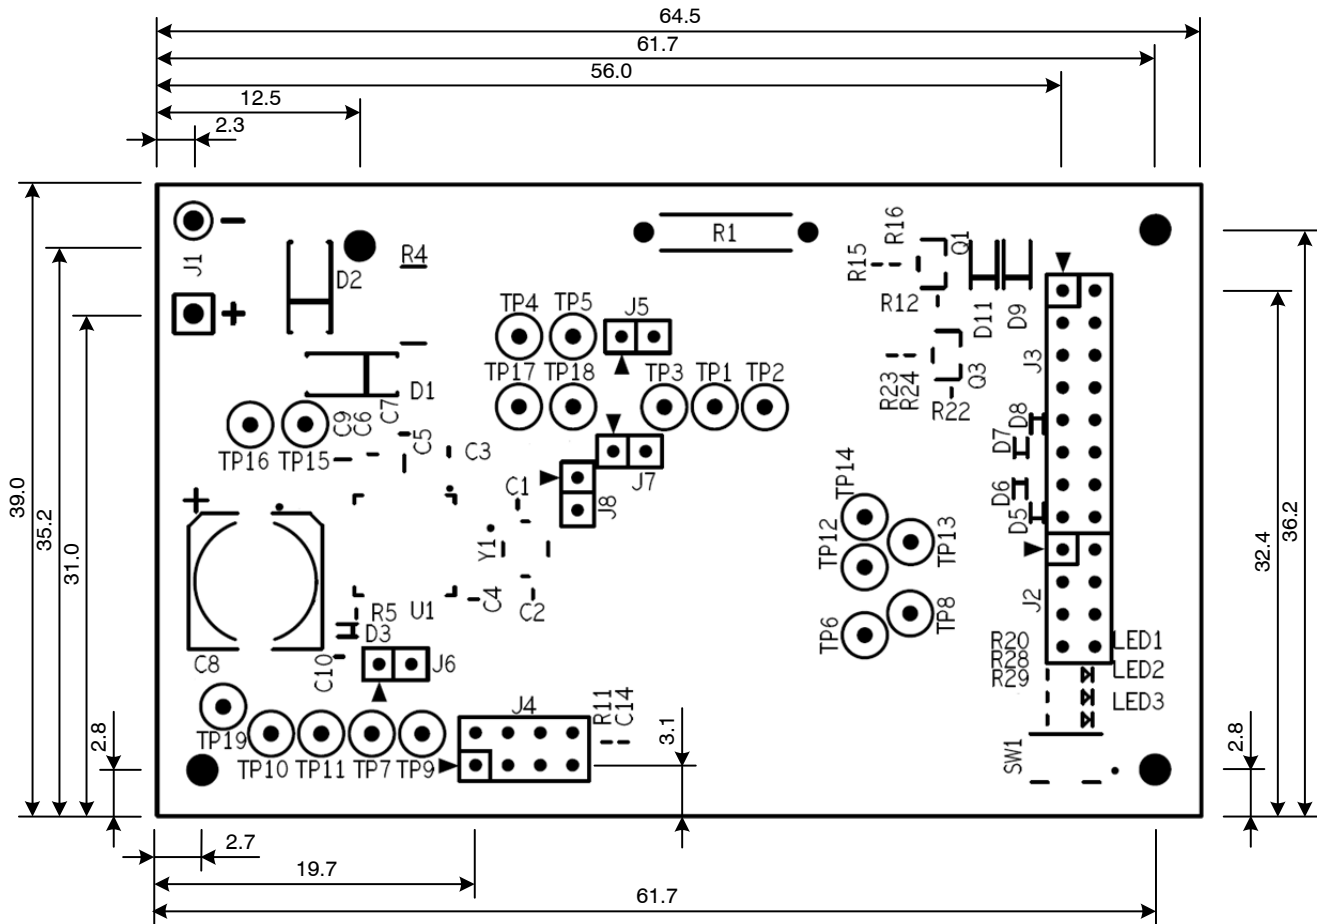 64.5
61.7
56.0
12.5
2.3
R16
Q1
J1
R1
R4
R15
D2
R12
D11
D9
+
TP4 TP5 J5
J3
TP17 TP18 TP3 TP1 TP2
Q3
D1
R23
R24
R22
C9
C6
C7
D8
C5
D7
TP16 TP15
C3
J7
TP14
C1
J8
D6
D5
+
39.0
35.2
31.0
Y1
TP12
TP13
32.4
36.2
C4
C2
J2
R5 U1
TP8
D3
TP6
R20 LED1
C8
C10
J6
R28
LED2
R29
LED3
J4
R11
C14
2.8
TP19
3.1
2.8
TP10 TP11 TP7 TP9
SW1
2.7
19.7
61.7